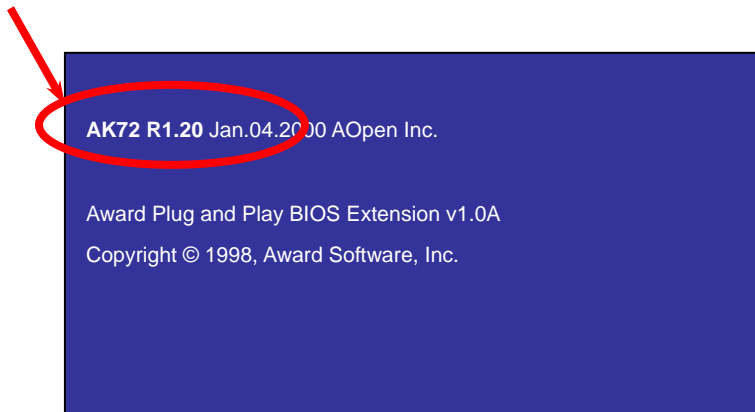 AK72 R1.20 Jan.04.2000 AOpen Inc.
Award Plug and Play BIOS Extension v1.0A
Copyright © 1998, Award Software, Inc.